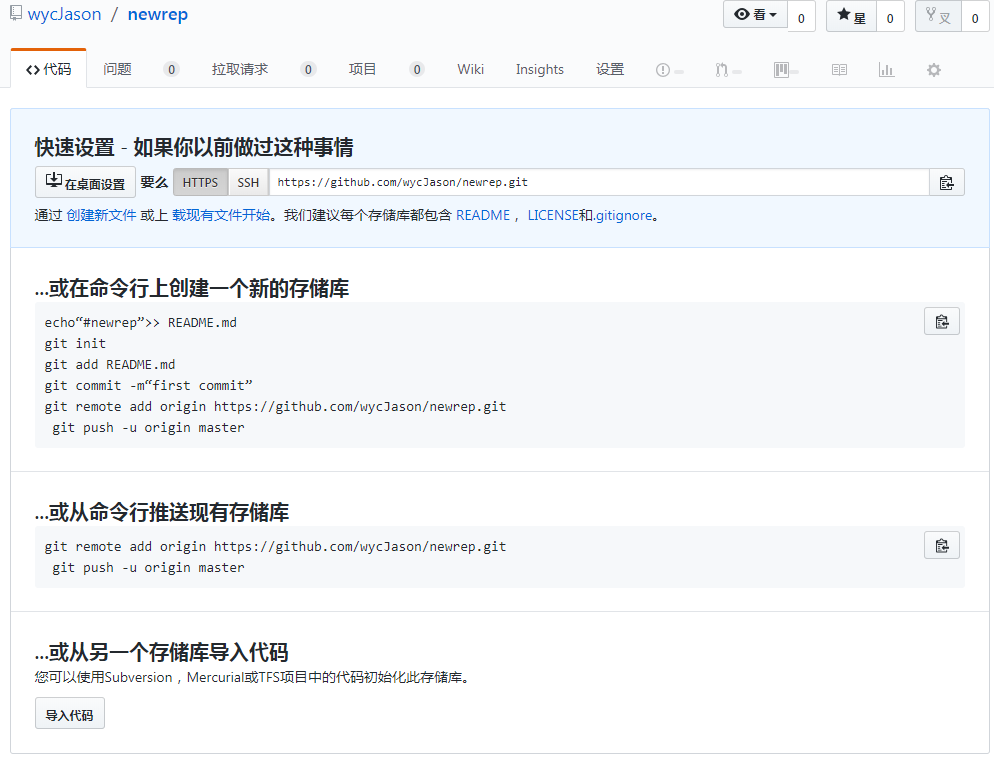 wycJason / newrep
看 0 星 0 叉 0
代码 问题 0 拉取请求 0 项目 0 Wiki Insights 设置
快速设置 - 如果你以前做过这种事情
在桌面设置 要么 HTTPS SSH https://github.com/wycJason/newrep.git
通过 创建新文件 或上 载现有文件开始。我们建议每个存储库都包含 README ，LICENSE和.gitignore。
...或在命令行上创建一个新的存储库
echo“#newrep”>> README.md
git init
git add README.md
git commit -m“first commit”
git remote add origin https://github.com/wycJason/newrep.git
git push -u origin master
...或从命令行推送现有存储库
git remote add origin https://github.com/wycJason/newrep.git
git push -u origin master
...或从另一个存储库导入代码
您可以使用Subversion，Mercurial或TFS项目中的代码初始化此存储库。
导入代码